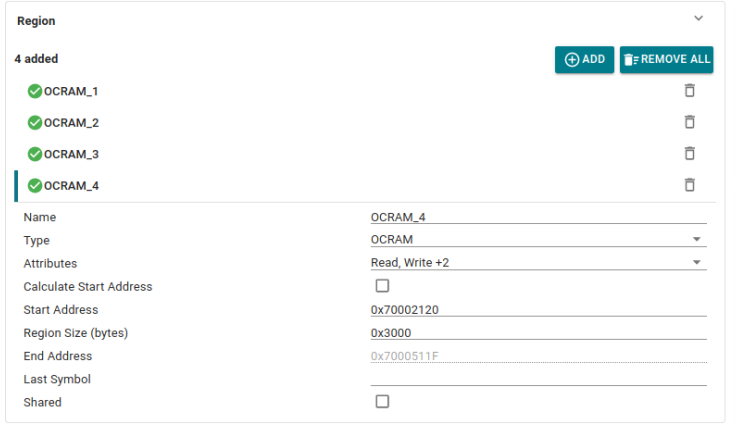 Region
4 added
ADD
REMOVE ALL
OCRAM_1
OCRAM_2
OCRAM_3
OCRAM_4
Name OCRAM_4
Type OCRAM
Attributes Read, Write +2
Calculate Start Address
Start Address 0x70002120
Region Size (bytes) 0x3000
End Address 0x7000511F
Last Symbol
Shared